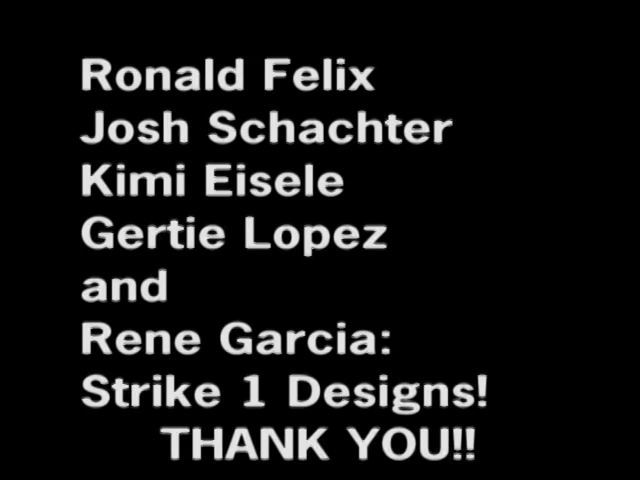 Ronald Felix
Josh Schachter
Kimi Eisele
Gertie Lopez
and
Rene Garcia:
Strike 1 Designs!
THANK YOU!!